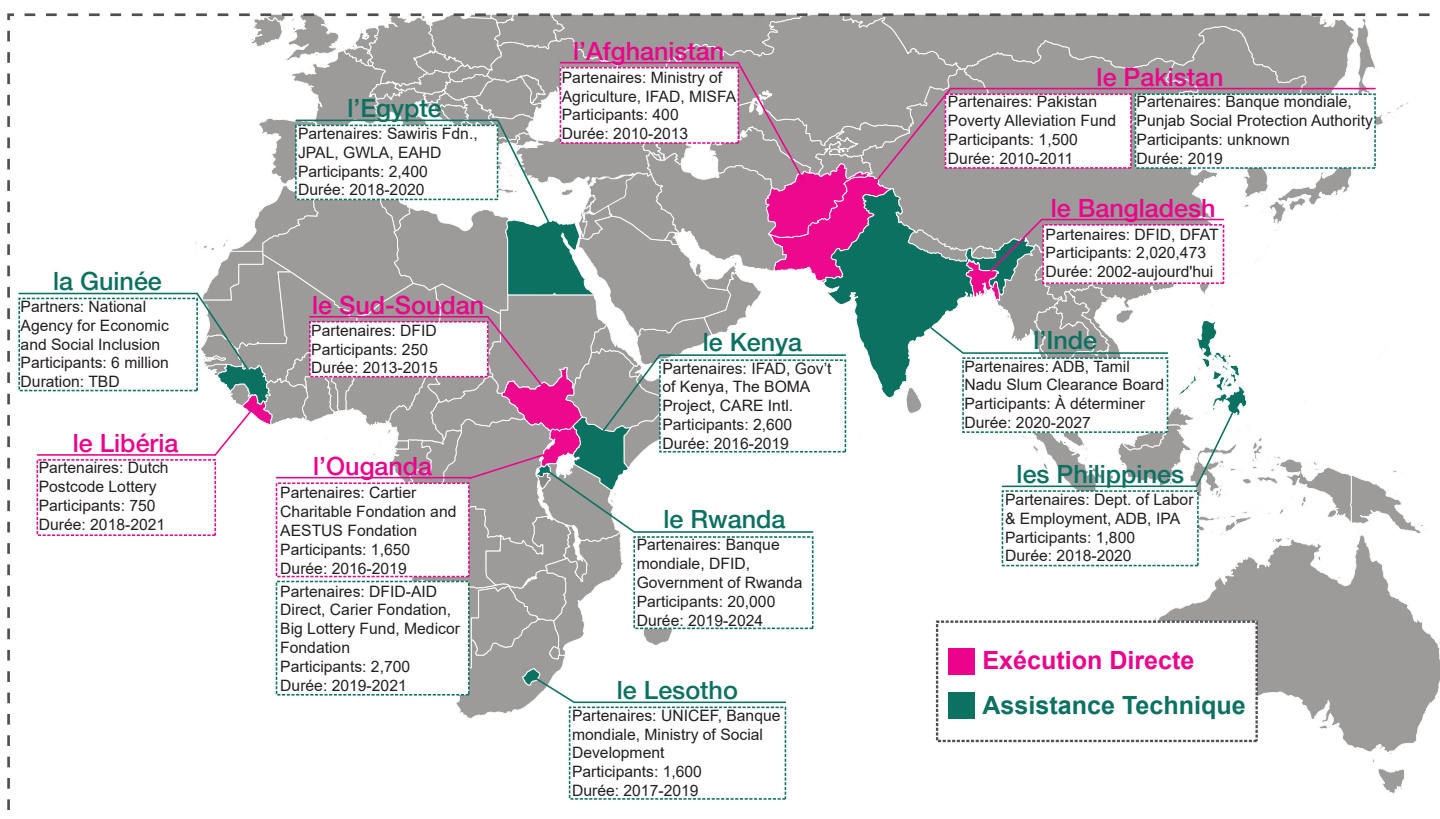 l'Afghanistan
Partenaires: Ministry of
Agriculture, IFAD, MISFA
Participants: 400
Durée: 2010-2013
le Pakistan
Partenaires: Pakistan
Poverty Alleviation Fund
Participants: 1,500
Durée: 2010-2011
Partenaires: Banque mondiale,
Punjab Social Protection Authority
Participants: unknown
Durée: 2019
l'Egypte
Partenaires: Sawiris Fdn.,
JPAL, GWLA, EAHD
Participants: 2,400
Durée: 2018-2020
le Bangladesh
Partenaires: DFID, DFAT
Participants: 2,020,473
Durée: 2002-aujourd'hui
la Guinée
Partners: National
Agency for Economic
and Social Inclusion
Participants: 6 million
Duration: TBD
le Sud-Soudan
Partenaires: DFID
Participants: 250
Durée: 2013-2015
le Kenya
Partenaires: IFAD, Gov't
of Kenya, The BOMA
Project, CARE Intl.
Participants: 2,600
Durée: 2016-2019
l'Inde
Partenaires: ADB, Tamil
Nadu Slum Clearance Board
Participants: À déterminer
Durée: 2020-2027
le Libéria
Partenaires: Dutch
Postcode Lottery
Participants: 750
Durée: 2018-2021
l'Ouganda
Partenaires: Cartier
Charitable Fondation and
AESTUS Fondation
Participants: 1,650
Durée: 2016-2019
Partenaires: DFID-AID
Direct, Carier Fondation,
Big Lottery Fund, Medicor
Fondation
Participants: 2,700
Durée: 2019-2021
les Philippines
Partenaires: Dept. of Labor
& Employment, ADB, IPA
Participants: 1,800
Durée: 2018-2020
le Rwanda
Partenaires: Banque
mondiale, DFID,
Government of Rwanda
Participants: 20,000
Durée: 2019-2024
le Lesotho
Partenaires: UNICEF, Banque
mondiale, Ministry of Social
Development
Participants: 1,600
Durée: 2017-2019
Exécution Directe
Assistance Technique